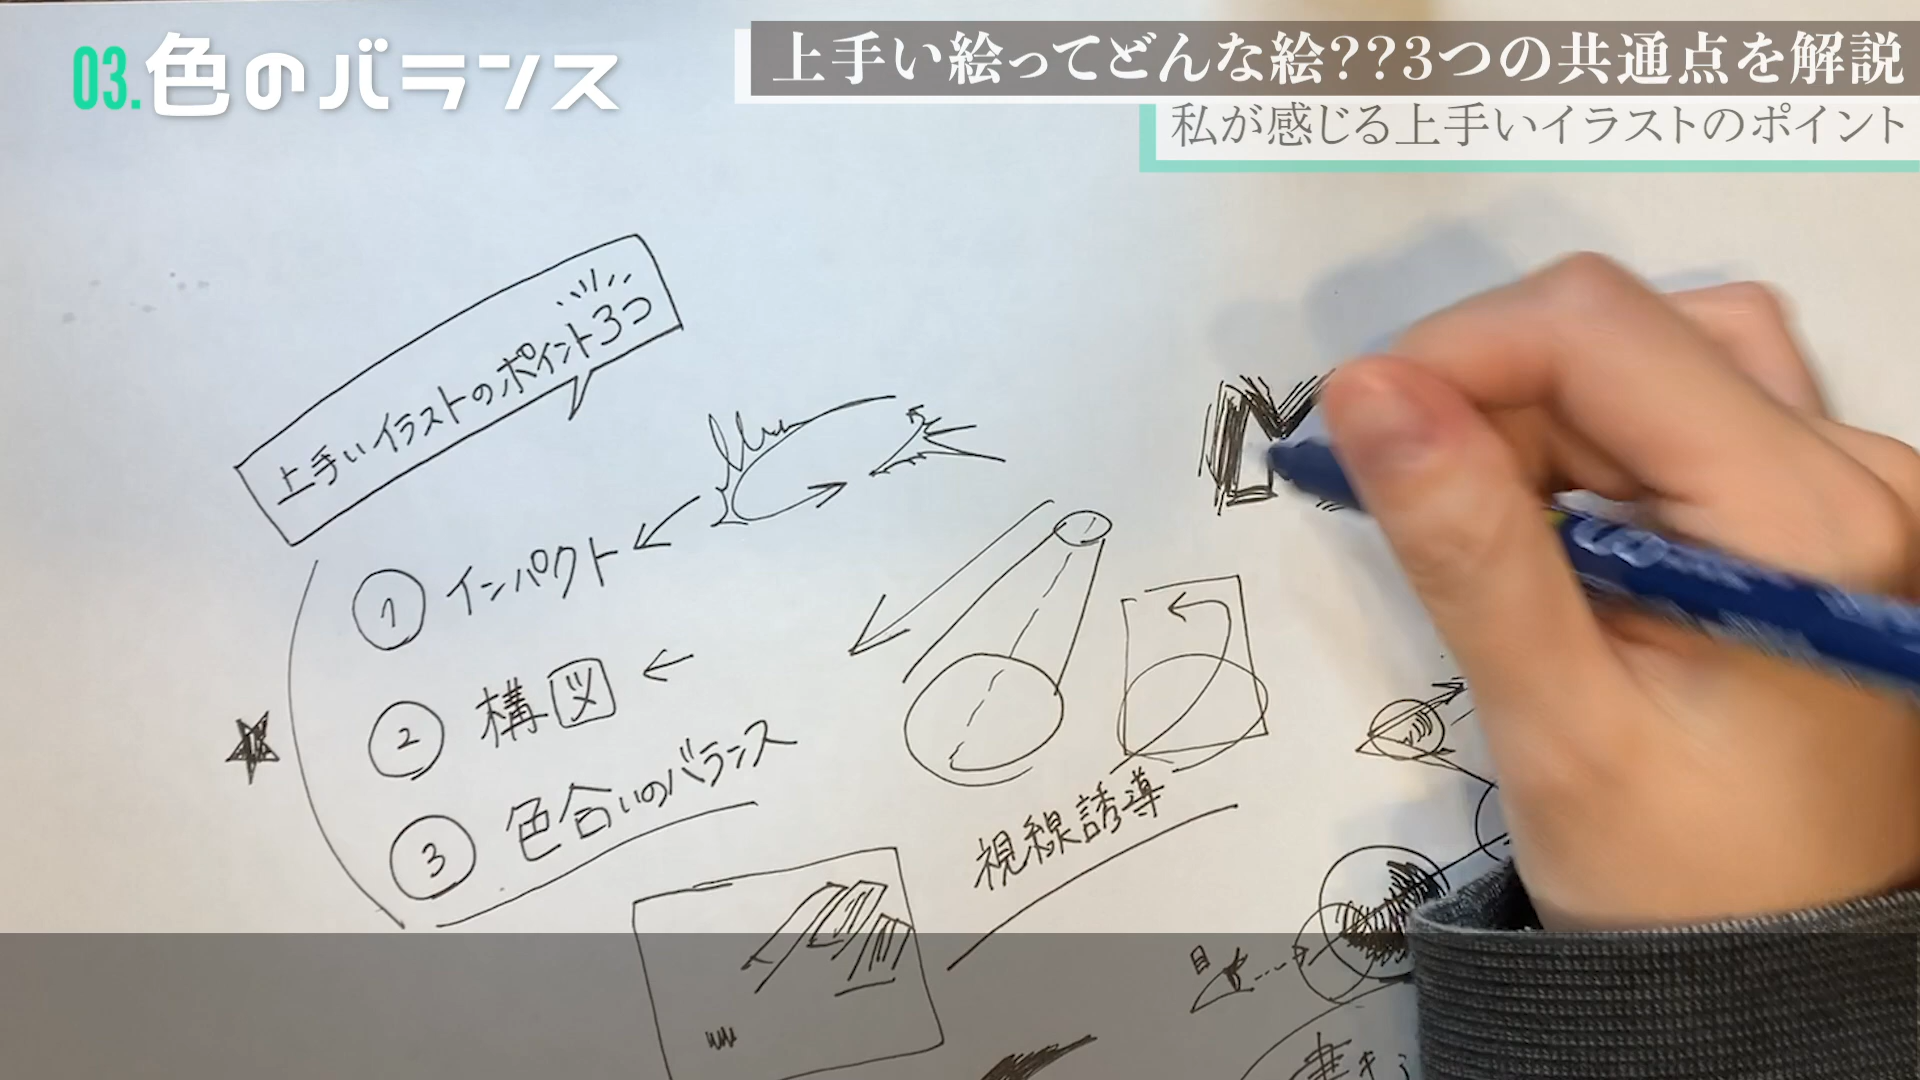 03.色のバランス
上手い絵ってどんな絵??3つの共通点を解説
私が感じる上手いイラストのポイント
上手いイラストのポイント3つ
① インパクト
② 構図
③ 色合いのバランス
視線誘導
目